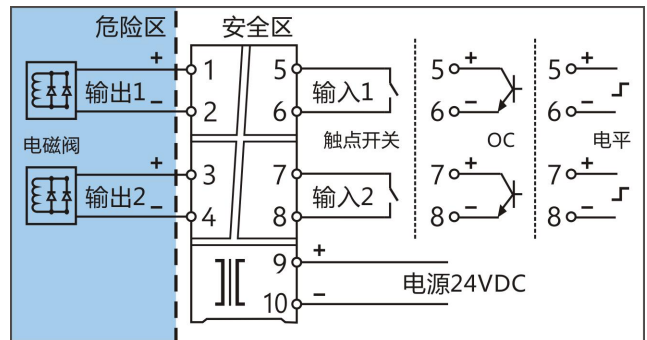 危险区 安全区
+ 1 5 5 + 5 +
输出1 输入1
− 2 6 6 − 6 −
电磁阀 触点开关 OC 电平
+ 3 7 7 + 7 +
输出2 输入2
− 4 8 8 − 8 −
9 +
电源24VDC
10 −